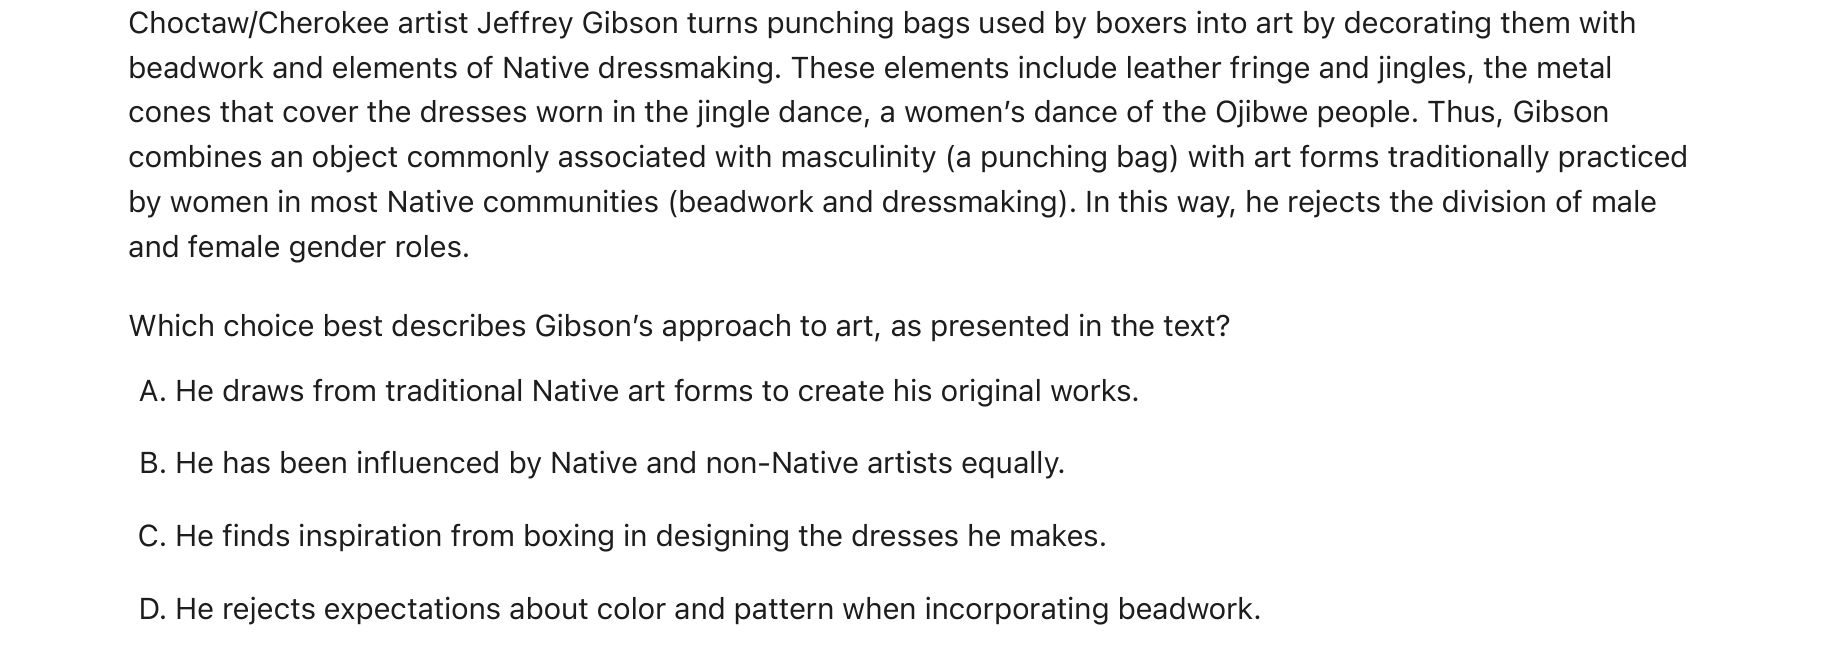 Choctaw/Cherokee artist Jeffrey Gibson turns punching bags used by boxers into art by decorating them with
beadwork and elements of Native dressmaking. These elements include leather fringe and jingles, the metal
cones that cover the dresses worn in the jingle dance, a women’s dance of the Ojibwe people. Thus, Gibson
combines an object commonly associated with masculinity (a punching bag) with art forms traditionally practiced
by women in most Native communities (beadwork and dressmaking). In this way, he rejects the division of male
and female gender roles.
Which choice best describes Gibson’s approach to art, as presented in the text?
A. He draws from traditional Native art forms to create his original works.
B. He has been influenced by Native and non-Native artists equally.
C. He finds inspiration from boxing in designing the dresses he makes.
D. He rejects expectations about color and pattern when incorporating beadwork.